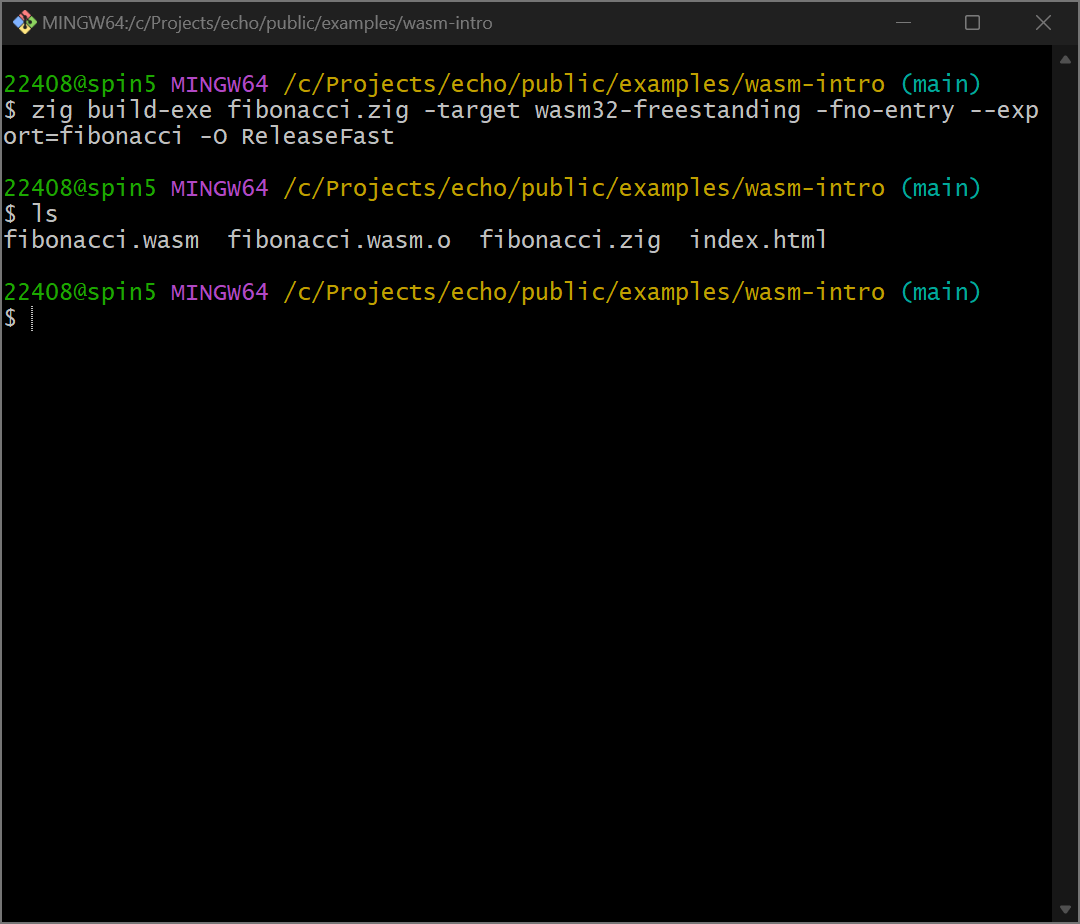 MINGW64:/c/Projects/echo/public/examples/wasm-intro
22408@spin5 MINGW64 /c/Projects/echo/public/examples/wasm-intro (main)
$ zig build-exe fibonacci.zig -target wasm32-freestanding -fno-entry --exp
ort=fibonacci -O ReleaseFast
22408@spin5 MINGW64 /c/Projects/echo/public/examples/wasm-intro (main)
$ ls
fibonacci.wasm  fibonacci.wasm.o  fibonacci.zig  index.html
22408@spin5 MINGW64 /c/Projects/echo/public/examples/wasm-intro (main)
$